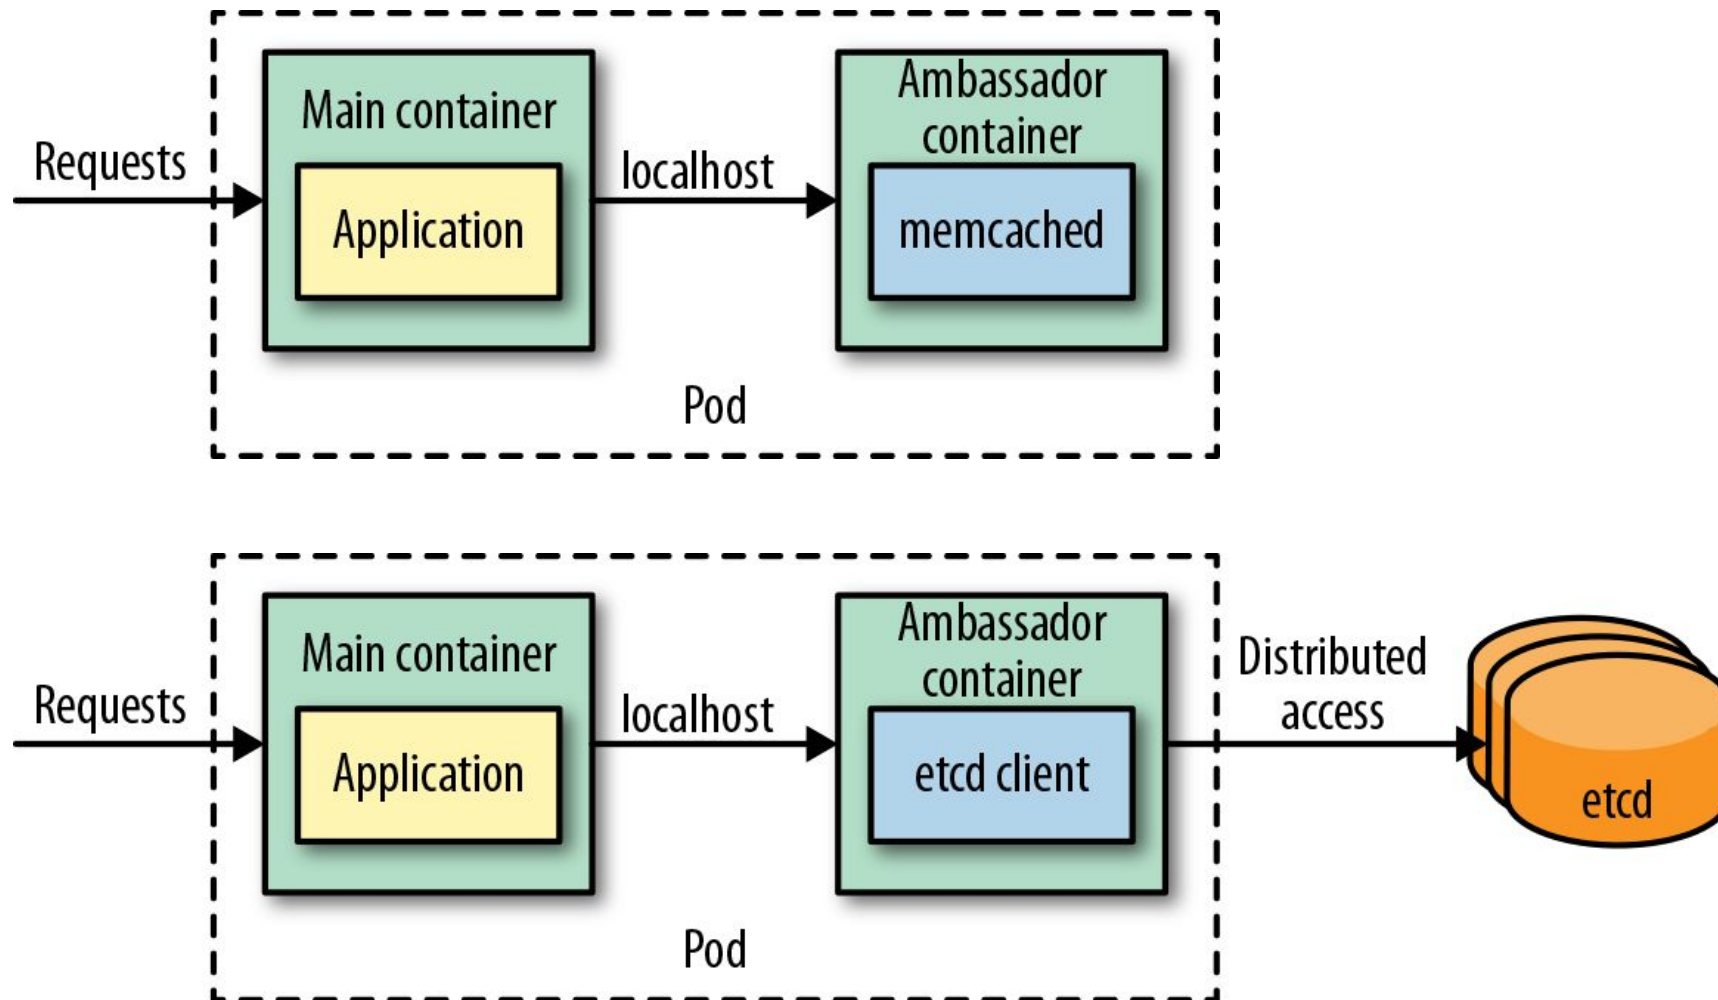 Requests
Main container
Application
localhost
Ambassador
container
memcached
Pod
Requests
Main container
Application
localhost
Ambassador
container
etcd client
Distributed
access
etcd
Pod